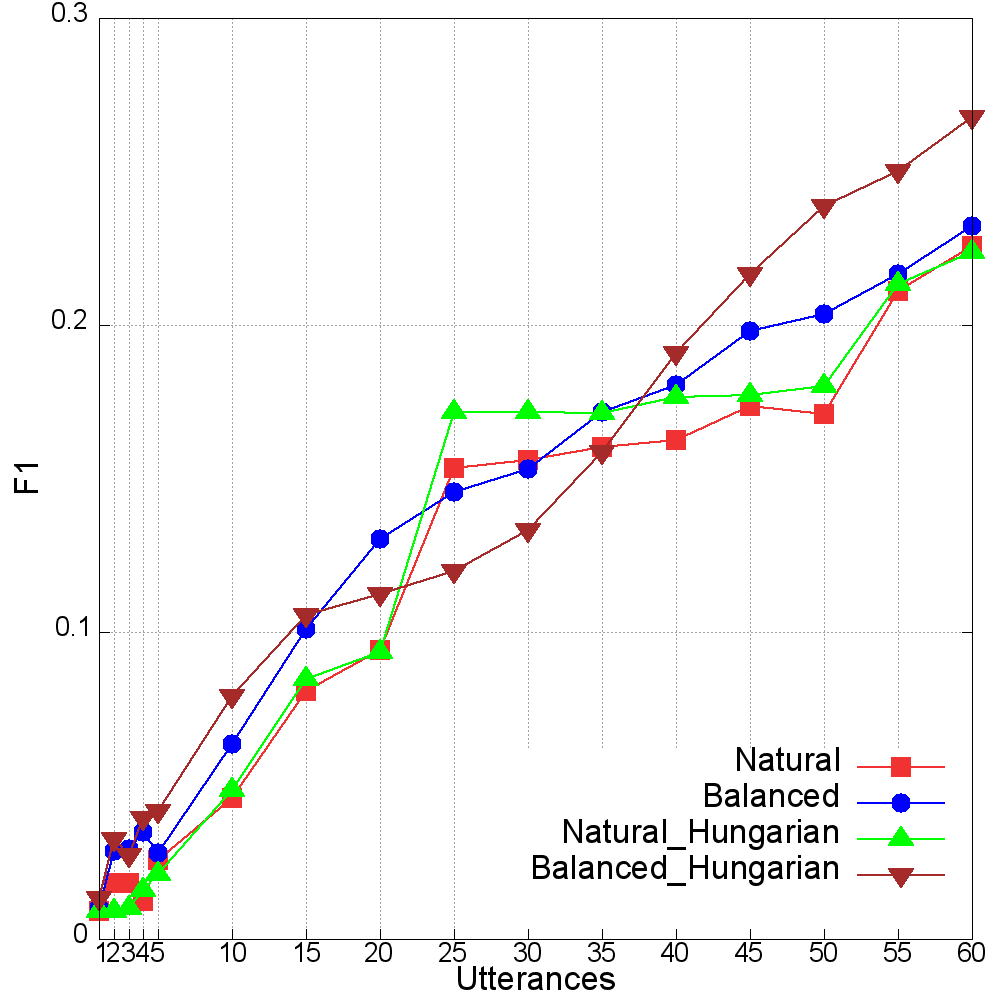 0.3
0.2
0.1
0
F1
1 2 3 4 5 10 15 20 25 30 35 40 45 50 55 60
Utterances
Natural
Balanced
Natural_Hungarian
Balanced_Hungarian